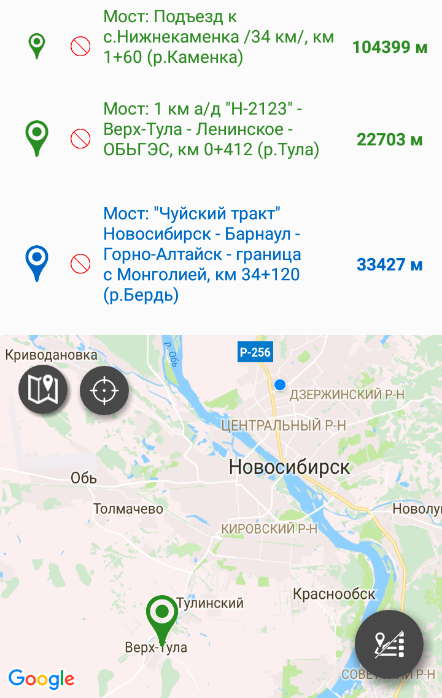 Мост: Подъезд к
с.Нижнекаменка /34 км/, км
1+60 (р.Каменка)
104399 м
Мост: 1 км а/д "Н-2123" -
Верх-Тула - Ленинское -
ОБЬГЭС, км 0+412 (р.Тула)
22703 м
Мост: "Чуйский тракт"
Новосибирск - Барнаул -
Горно-Алтайск - граница
с Монголией, км 34+120
(р.Бердь)
33427 м
Криводановка
р. Обь
Р-256
ДЗЕРЖИНСКИЙ Р-Н
ЦЕНТРАЛЬНЫЙ Р-Н
Новосибирск
Обь
Толмачево
Новолу
КИРОВСКИЙ Р-Н
Краснообск
Тулинский
Верх-Тула
СОВЕТСКИЙ Р-Н
Google